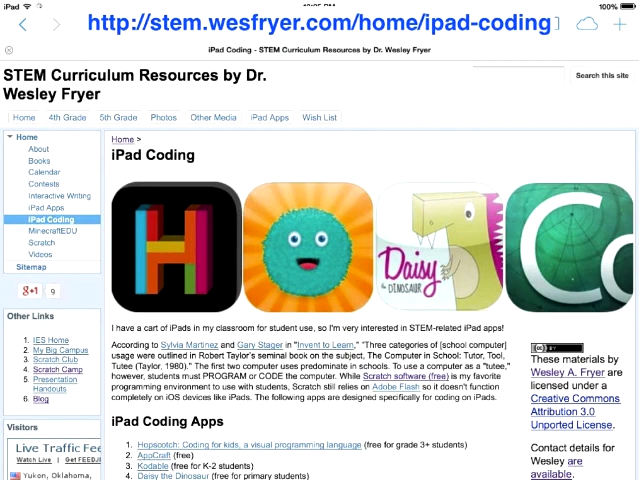 iPad
100%
http://stem.wesfryer.com/home/ipad-coding
iPad Coding - STEM Curriculum Resources by Dr. Wesley Fryer
STEM Curriculum Resources by Dr.
Wesley Fryer
Search this site
Home 4th Grade 5th Grade Photos Other Media iPad Apps Wish List
Home
About
Books
Calendar
Contests
Interactive Writing
iPad Apps
iPad Coding
MinecraftEDU
Scratch
Videos
Sitemap
g+1 9
Other Links
1. IES Home
2. My Big Campus
3. Scratch Club
4. Scratch Camp
5. Presentation
Handouts
6. Blog
Visitors
Live Traffic Fee
Watch Live | Get FEEDJ
Yukon, Oklahoma,
Home >
iPad Coding
H
Daisy
the DINOSAUR
Co
I have a cart of iPads in my classroom for student use, so I'm very interested in STEM-related iPad apps!
According to Sylvia Martinez and Gary Stager in "Invent to Learn," "Three categories of [school computer]
usage were outlined in Robert Taylor's seminal book on the subject, The Computer in School: Tutor, Tool,
Tutee (Taylor, 1980)." The first two computer uses predominate in schools. To use a computer as a "tutee,"
however, students must PROGRAM or CODE the computer. While Scratch software (free) is my favorite
programming environment to use with students, Scratch still relies on Adobe Flash so it doesn't function
completely on iOS devices like iPads. The following apps are designed specifically for coding on iPads.
iPad Coding Apps
1. Hopsotch: Coding for kids, a visual programming language (free for grade 3+ students)
2. AppCraft (free)
3. Kodable (free for K-2 students)
4. Daisy the Dinosaur (free for primary students)
(cc) BY
These materials by
Wesley A. Fryer are
licensed under a
Creative Commons
Attribution 3.0
Unported License.
Contact details for
Wesley are
available.